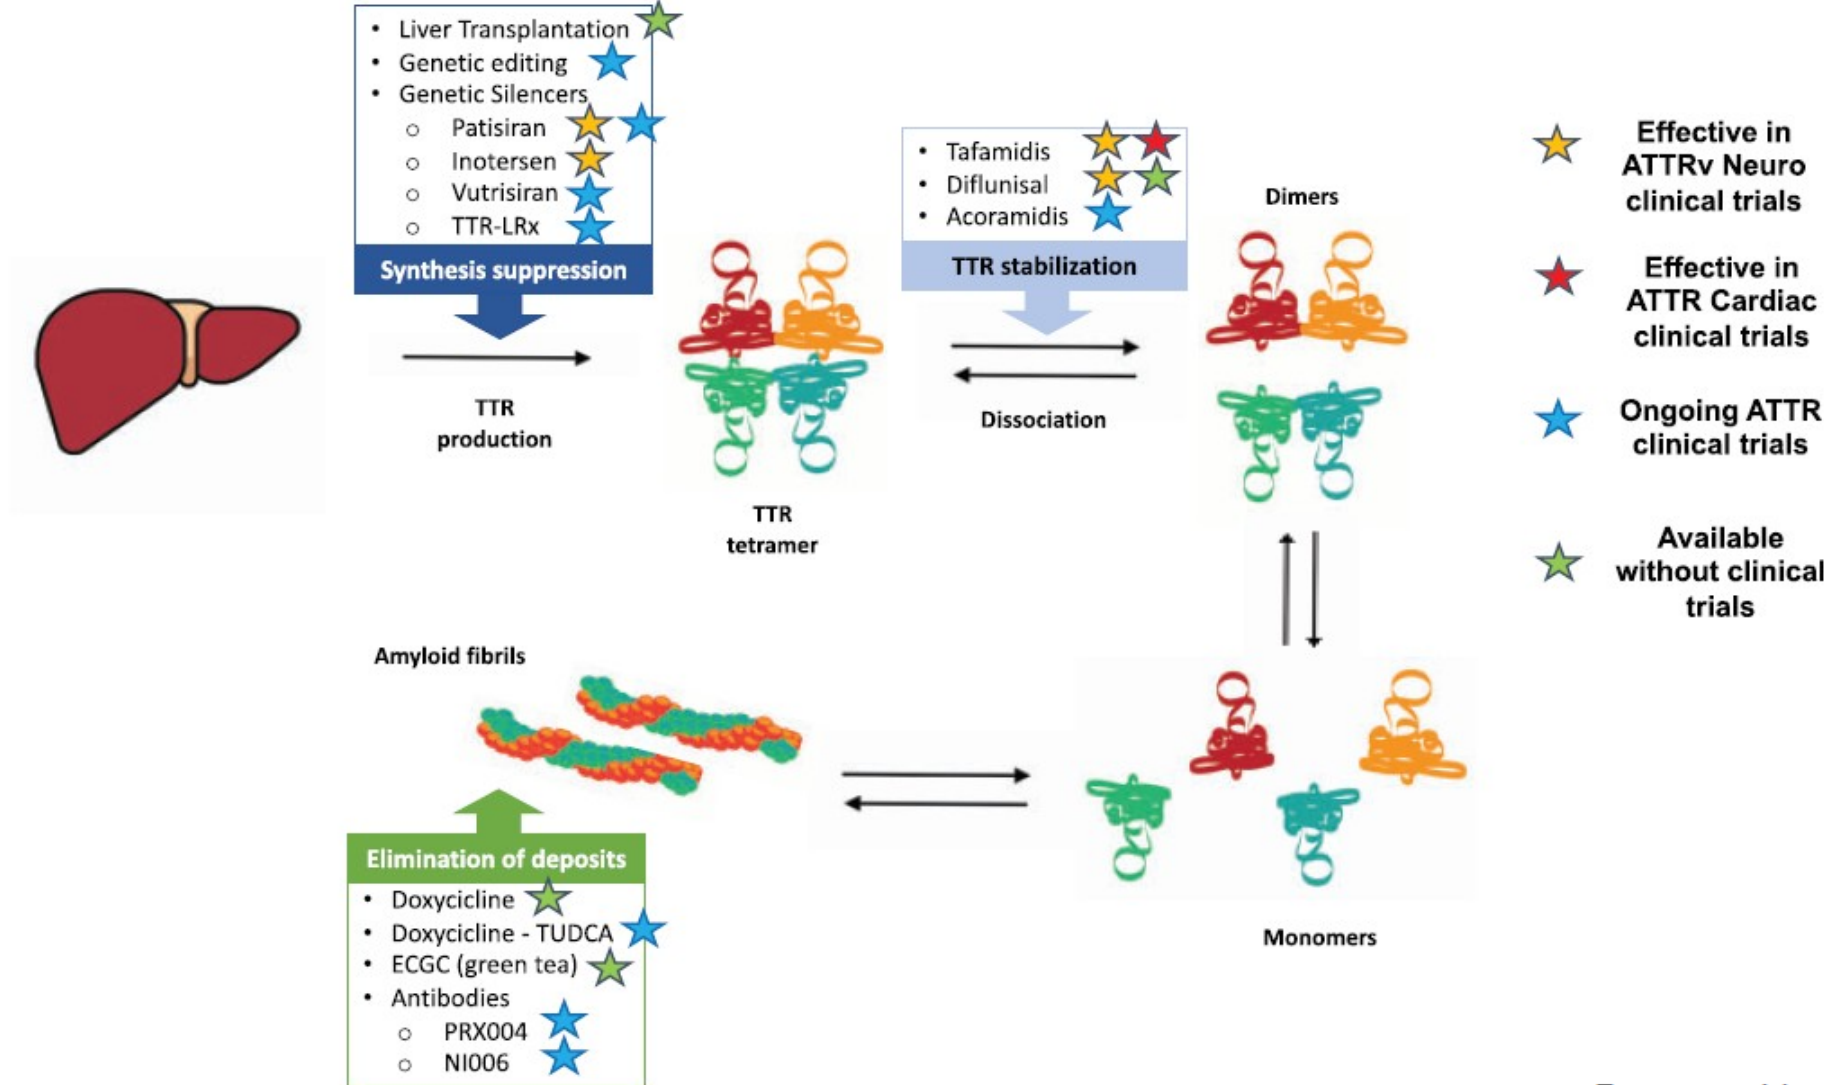 • Liver Transplantation
• Genetic editing
• Genetic Silencers
○ Patisiran
○ Inotersen
○ Vutrisiran
○ TTR-LRx
Synthesis suppression
TTR
production
TTR
tetramer
• Tafamidis
• Diflunisal
• Acoramidis
TTR stabilization
Dissociation
Dimers
Effective in
ATTRv Neuro
clinical trials
Effective in
ATTR Cardiac
clinical trials
Ongoing ATTR
clinical trials
Available
without clinical
trials
Amyloid fibrils
Monomers
Elimination of deposits
• Doxycicline
• Doxycicline - TUDCA
• ECGC (green tea)
• Antibodies
○ PRX004
○ NI006